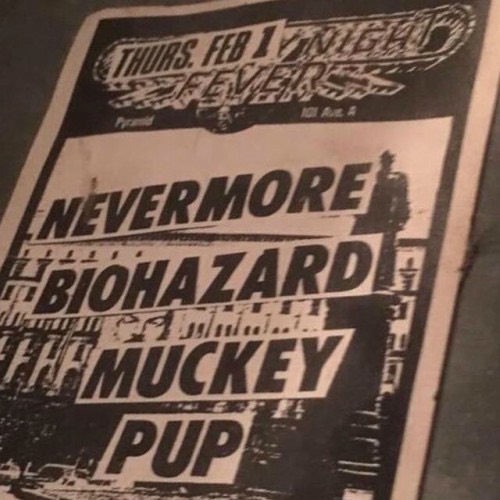 THURS. FEB 1
NIGHT
FEVER
Pyramid
101 Ave. A
NEVERMORE
BIOHAZARD
MUCKEY
PUP